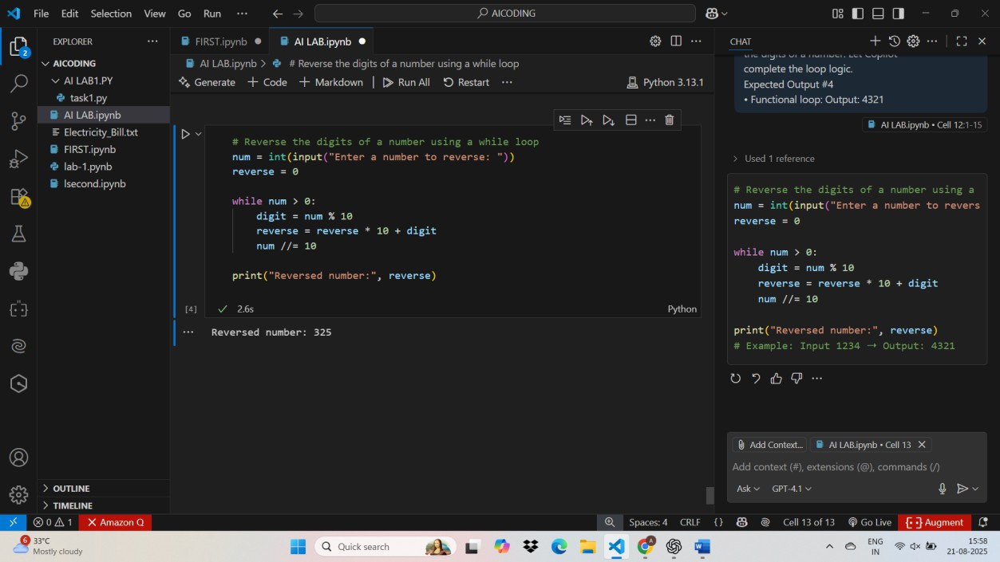 File Edit Selection View Go Run ··· AICODING
EXPLORER ···
AICODING
AI LAB1.PY
task1.py
AI LAB.ipynb
Electricity_Bill.txt
FIRST.ipynb
lab-1.pynb
lsecond.ipynb
OUTLINE
TIMELINE
2
FIRST.ipynb AI LAB.ipynb
AI LAB.ipynb > # Reverse the digits of a number using a while loop
Generate + Code + Markdown | Run All Restart ··· Python 3.13.1
# Reverse the digits of a number using a while loop
num = int(input("Enter a number to reverse: "))
reverse = 0
while num > 0:
digit = num % 10
reverse = reverse * 10 + digit
num //= 10
print("Reversed number:", reverse)
[4] 2.6s Python
··· Reversed number: 325
CHAT
the digits of a number. Let Copilot
complete the loop logic.
Expected Output #4
• Functional loop: Output: 4321
AI LAB.ipynb • Cell 12:1-15
> Used 1 reference
# Reverse the digits of a number using a
num = int(input("Enter a number to revers
reverse = 0
while num > 0:
digit = num % 10
reverse = reverse * 10 + digit
num //= 10
print("Reversed number:", reverse)
# Example: Input 1234 → Output: 4321
Add Context... AI LAB.ipynb • Cell 13
Add context (#), extensions (@), commands (/)
Ask GPT-4.1
0 1 Amazon Q Spaces: 4 CRLF {} Cell 13 of 13 Go Live Augment
6 33°C
Mostly cloudy
Quick search
ENG
IN
15:58
21-08-2025